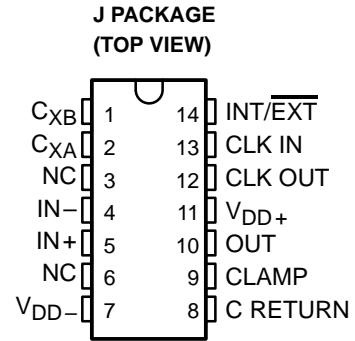 J PACKAGE
(TOP VIEW)
CXB 1 14 INT/EXT
CXA 2 13 CLK IN
NC 3 12 CLK OUT
IN− 4 11 VDD+
IN+ 5 10 OUT
NC 6 9 CLAMP
VDD− 7 8 C RETURN